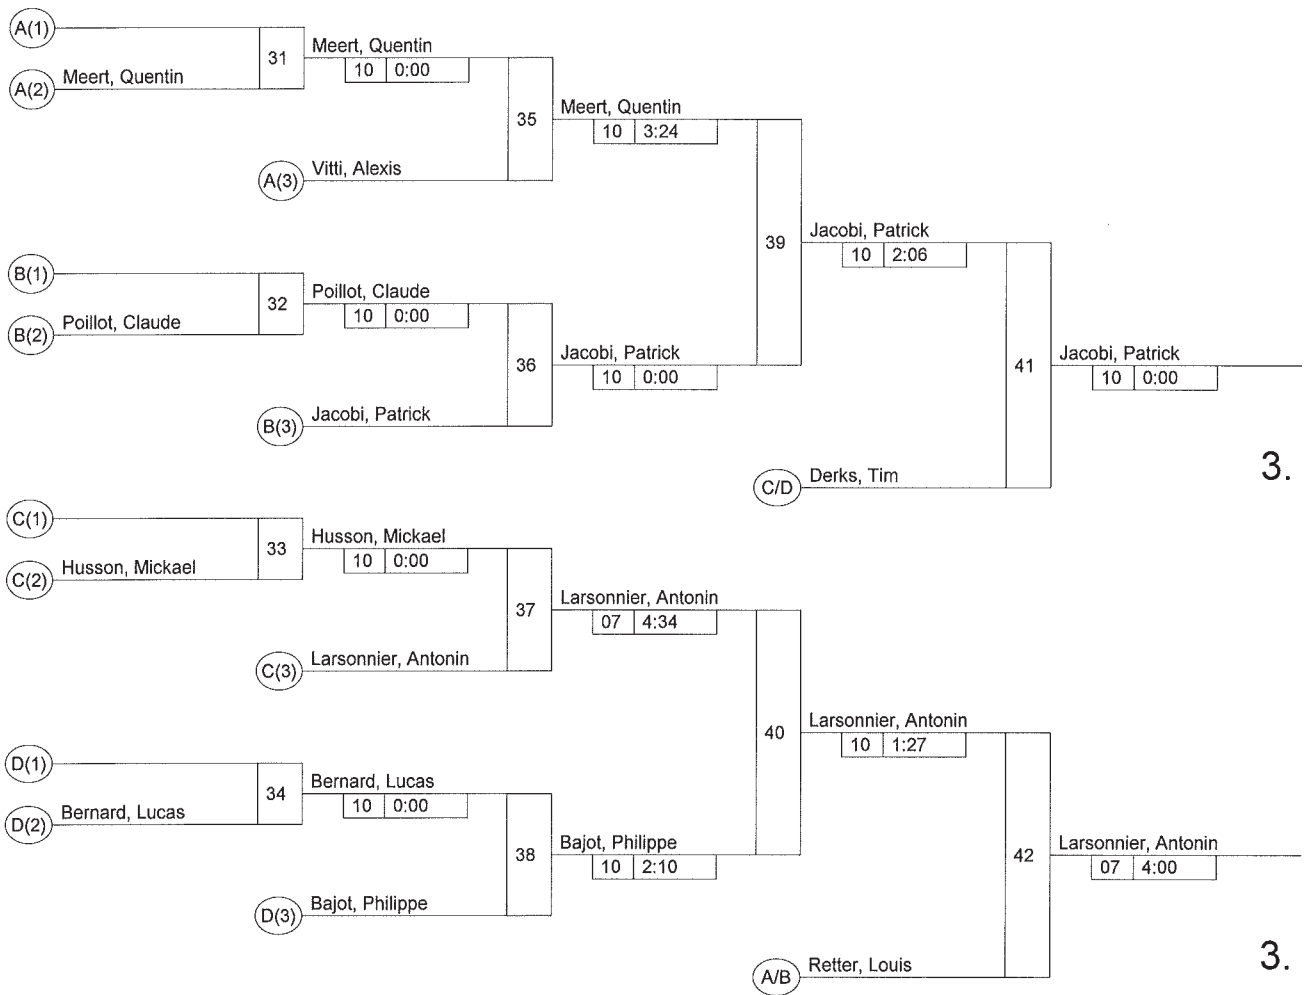 A(1)
31
Meert, Quentin
10 0:00
A(2) Meert, Quentin
35
Meert, Quentin
10 3:24
A(3) Vitti, Alexis
39
Jacobi, Patrick
10 2:06
B(1)
32
Poillot, Claude
10 0:00
B(2) Poillot, Claude
36
Jacobi, Patrick
10 0:00
B(3) Jacobi, Patrick
41
Jacobi, Patrick
10 0:00
3.
C/D Derks, Tim
C(1)
33
Husson, Mickael
10 0:00
C(2) Husson, Mickael
37
Larsonnier, Antonin
07 4:34
C(3) Larsonnier, Antonin
40
Larsonnier, Antonin
10 1:27
D(1)
34
Bernard, Lucas
10 0:00
D(2) Bernard, Lucas
38
Bajot, Philippe
10 2:10
D(3) Bajot, Philippe
42
Larsonnier, Antonin
07 4:00
3.
A/B Retter, Louis